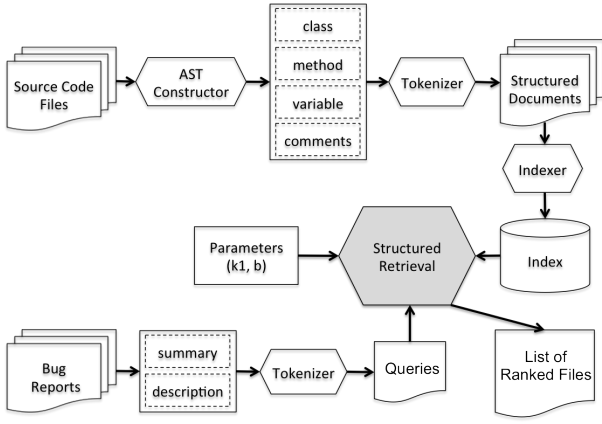 Source Code
Files
AST
Constructor
class
method
variable
comments
Tokenizer
Structured
Documents
Indexer
Index
Parameters
(k1, b)
Structured
Retrieval
Bug
Reports
summary
description
Tokenizer
Queries
List of
Ranked Files